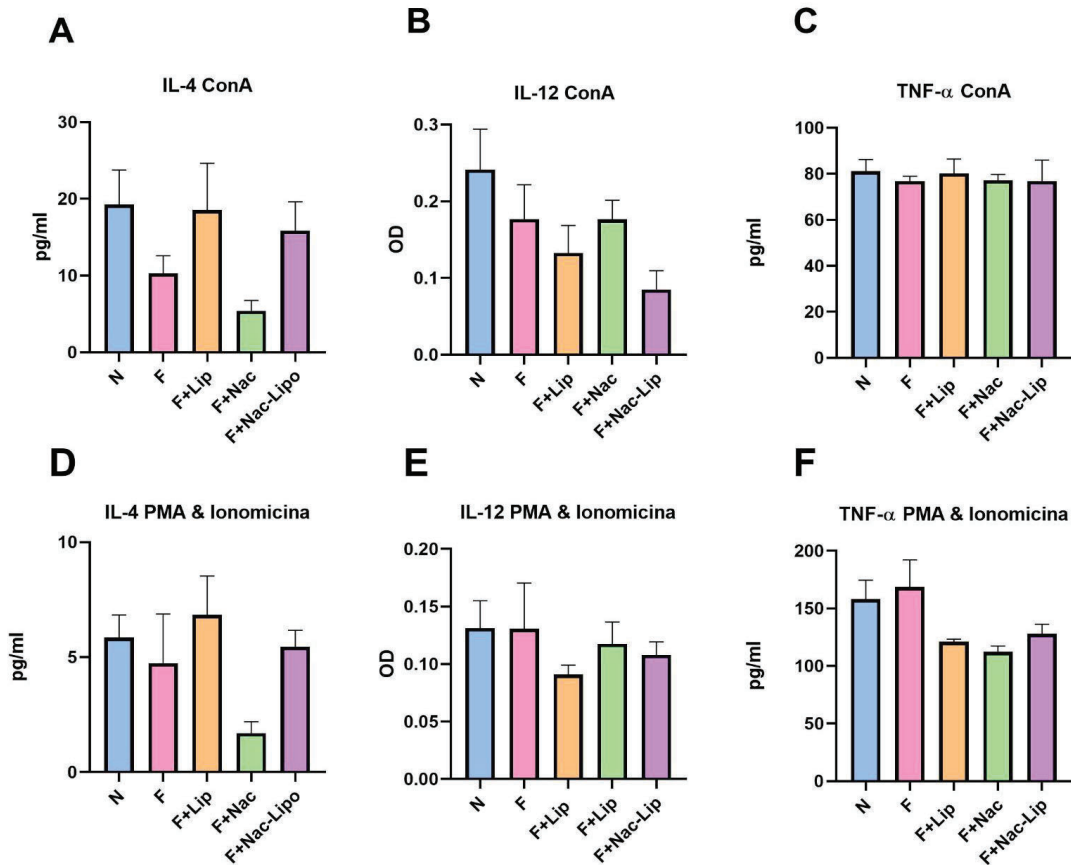 A
IL-4 ConA
pg/ml
30
20
10
0
N
F
F+Lip
F+Nac
F+Nac-Lipo
B
IL-12 ConA
OD
0.3
0.2
0.1
0.0
N
F
F+Lip
F+Nac
F+Nac-Lip
C
TNF-α ConA
pg/ml
100
80
60
40
20
0
N
F
F+Lip
F+Nac
F+Nac-Lip
D
IL-4 PMA & Ionomicina
pg/ml
10
5
0
N
F
F+Lip
F+Nac
F+Nac-Lipo
E
IL-12 PMA & Ionomicina
OD
0.20
0.15
0.10
0.05
0.00
N
F
F+Lip
F+Lip
F+Nac-Lip
F
TNF-α PMA & Ionomicina
pg/ml
200
150
100
50
0
N
F
F+Lip
F+Nac
F+Nac-Lip